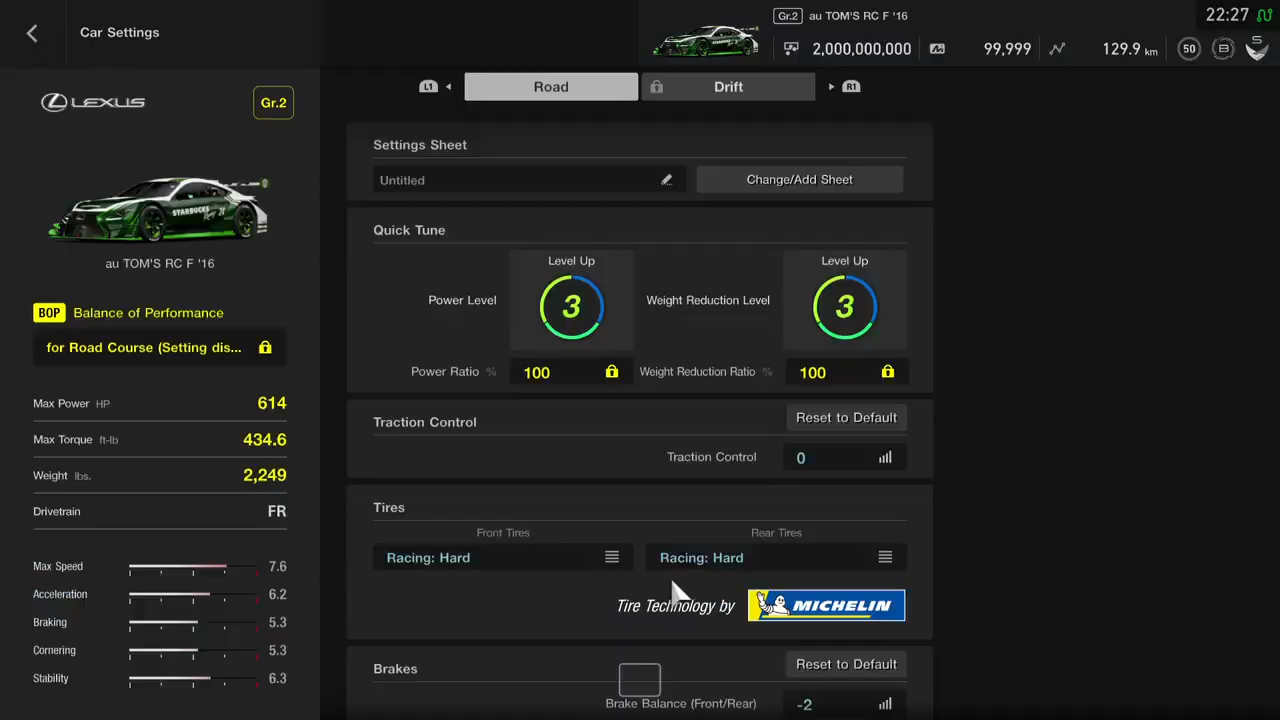 Car Settings
Gr.2 au TOM'S RC F '16
22:27
2,000,000,000
99,999
129.9 km
50
B
S
LEXUS
Gr.2
STARBUCKS
au TOM'S RC F '16
BOP Balance of Performance
for Road Course (Setting dis...
Max Power HP 614
Max Torque ft-lb 434.6
Weight lbs. 2,249
Drivetrain FR
Max Speed 7.6
Acceleration 6.2
Braking 5.3
Cornering 5.3
Stability 6.3
L1 Road Drift R1
Settings Sheet
Untitled Change/Add Sheet
Quick Tune
Level Up Level Up
Power Level 3 Weight Reduction Level 3
Power Ratio % 100 Weight Reduction Ratio % 100
Traction Control Reset to Default
Traction Control 0
Tires
Front Tires Rear Tires
Racing: Hard Racing: Hard
Tire Technology by MICHELIN
Brakes Reset to Default
Brake Balance (Front/Rear) -2